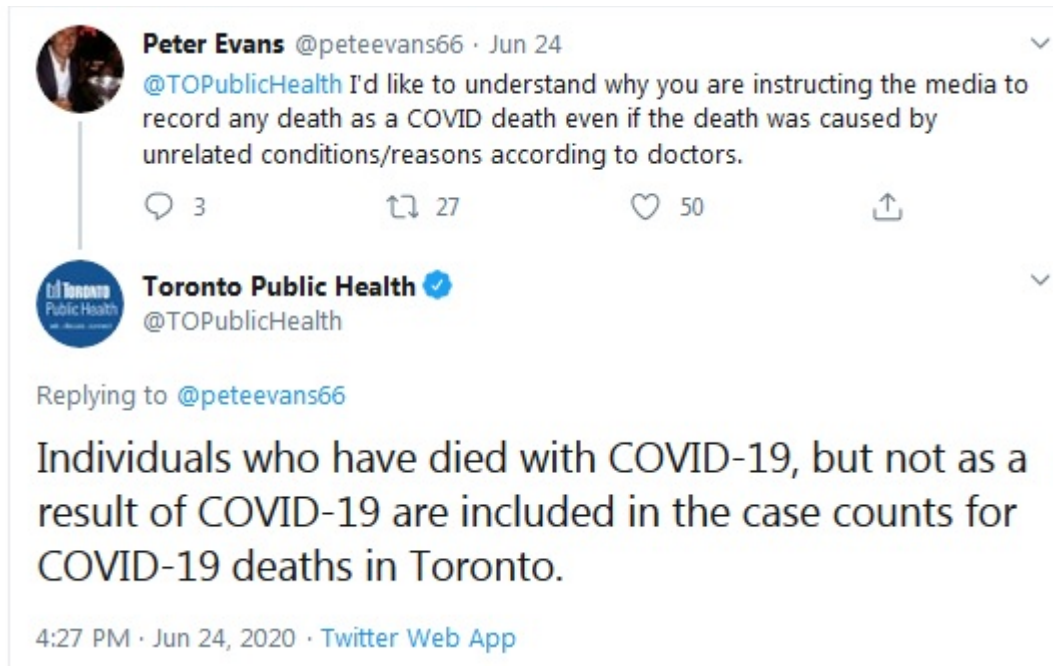 Peter Evans @peteevans66 · Jun 24
@TOPublicHealth I'd like to understand why you are instructing the media to
record any death as a COVID death even if the death was caused by
unrelated conditions/reasons according to doctors.
3 27 50
TORONTO
Public Health
Toronto Public Health
@TOPublicHealth
Replying to @peteevans66
Individuals who have died with COVID-19, but not as a
result of COVID-19 are included in the case counts for
COVID-19 deaths in Toronto.
4:27 PM · Jun 24, 2020 · Twitter Web App